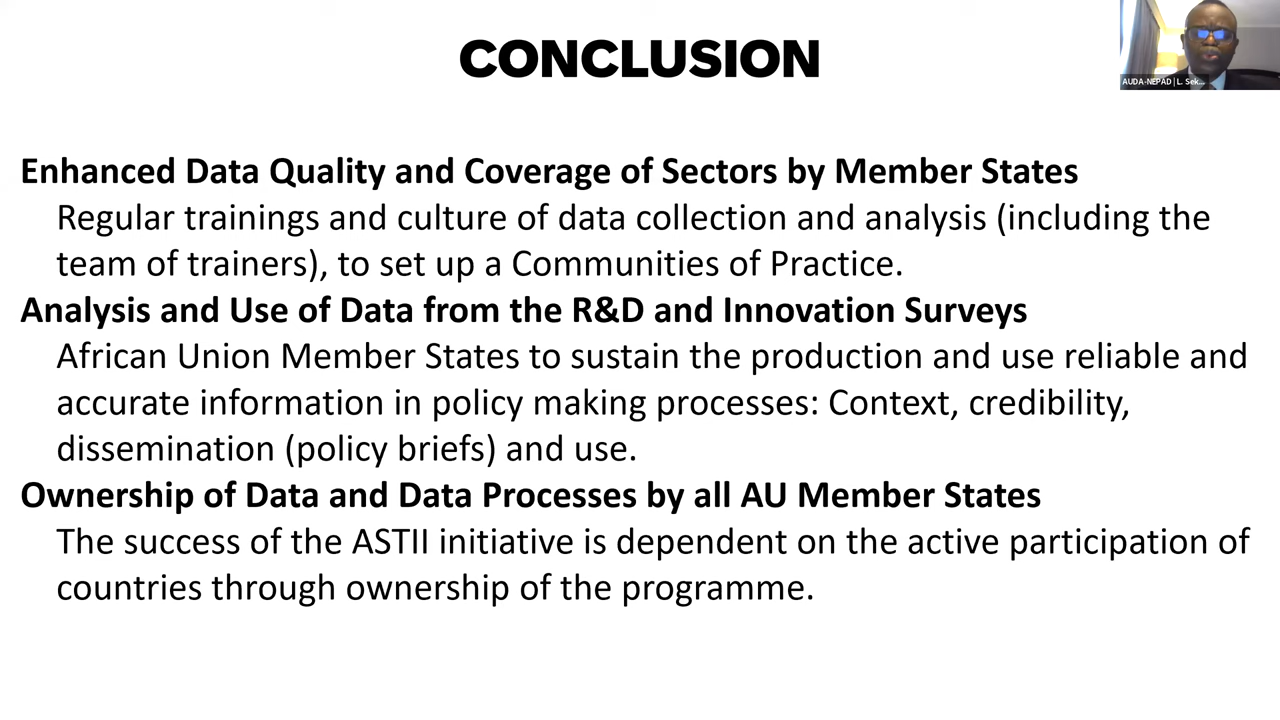 CONCLUSION
AUDA-NEPAD | L. Sek...
Enhanced Data Quality and Coverage of Sectors by Member States
Regular trainings and culture of data collection and analysis (including the
team of trainers), to set up a Communities of Practice.
Analysis and Use of Data from the R&D and Innovation Surveys
African Union Member States to sustain the production and use reliable and
accurate information in policy making processes: Context, credibility,
dissemination (policy briefs) and use.
Ownership of Data and Data Processes by all AU Member States
The success of the ASTII initiative is dependent on the active participation of
countries through ownership of the programme.